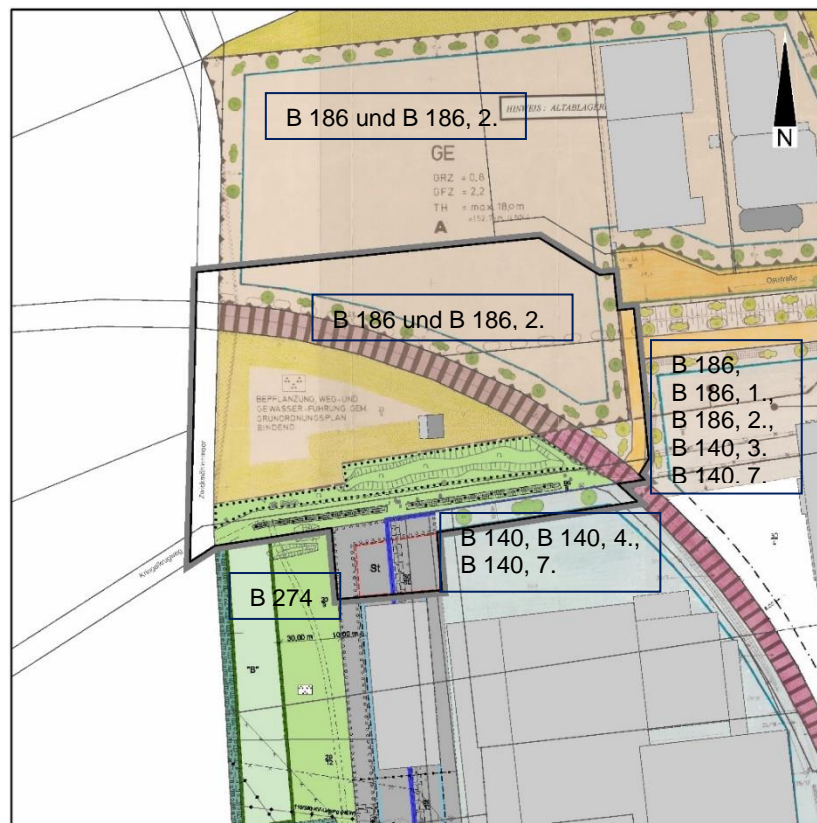 B 186 und B 186, 2.
HINWEIS: ALTABLAGER
GE
GRZ = 0,8
GFZ = 2,2
TH = max. 18,0m
A
N
Oststraße
B 186 und B 186, 2.
B 186,
B 186, 1.,
B 186, 2.,
B 140, 3.
B 140, 7.
BEPFLANZUNG, WEG-UND
GEWÄSSER-FÜHRUNG GEM.
GRÜNORDNUNGSPLAN
BINDEND
B 140, B 140, 4.,
B 140, 7.
St
B 274
30,00 m
10,00 m
"B"